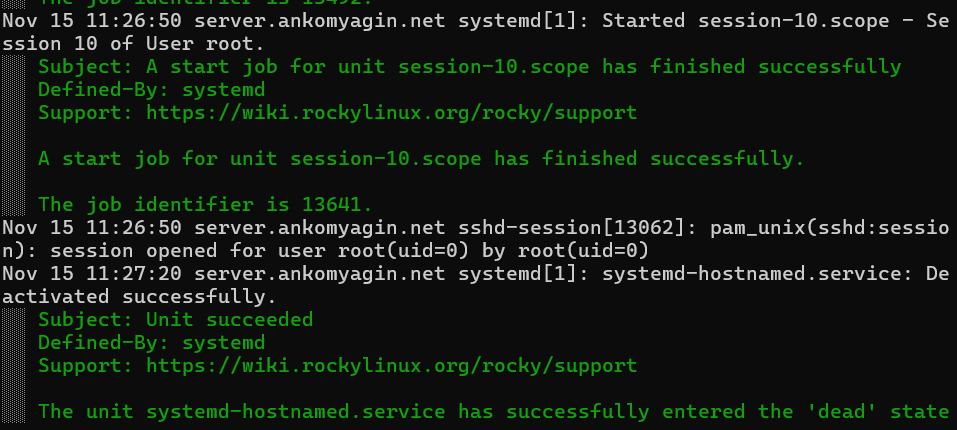 The job identifier is 13492.
Nov 15 11:26:50 server.ankomyagin.net systemd[1]: Started session-10.scope - Se
ssion 10 of User root.
Subject: A start job for unit session-10.scope has finished successfully
Defined-By: systemd
Support: https://wiki.rockylinux.org/rocky/support
A start job for unit session-10.scope has finished successfully.
The job identifier is 13641.
Nov 15 11:26:50 server.ankomyagin.net sshd-session[13062]: pam_unix(sshd:sessio
n): session opened for user root(uid=0) by root(uid=0)
Nov 15 11:27:20 server.ankomyagin.net systemd[1]: systemd-hostnamed.service: De
activated successfully.
Subject: Unit succeeded
Defined-By: systemd
Support: https://wiki.rockylinux.org/rocky/support
The unit systemd-hostnamed.service has successfully entered the 'dead' state